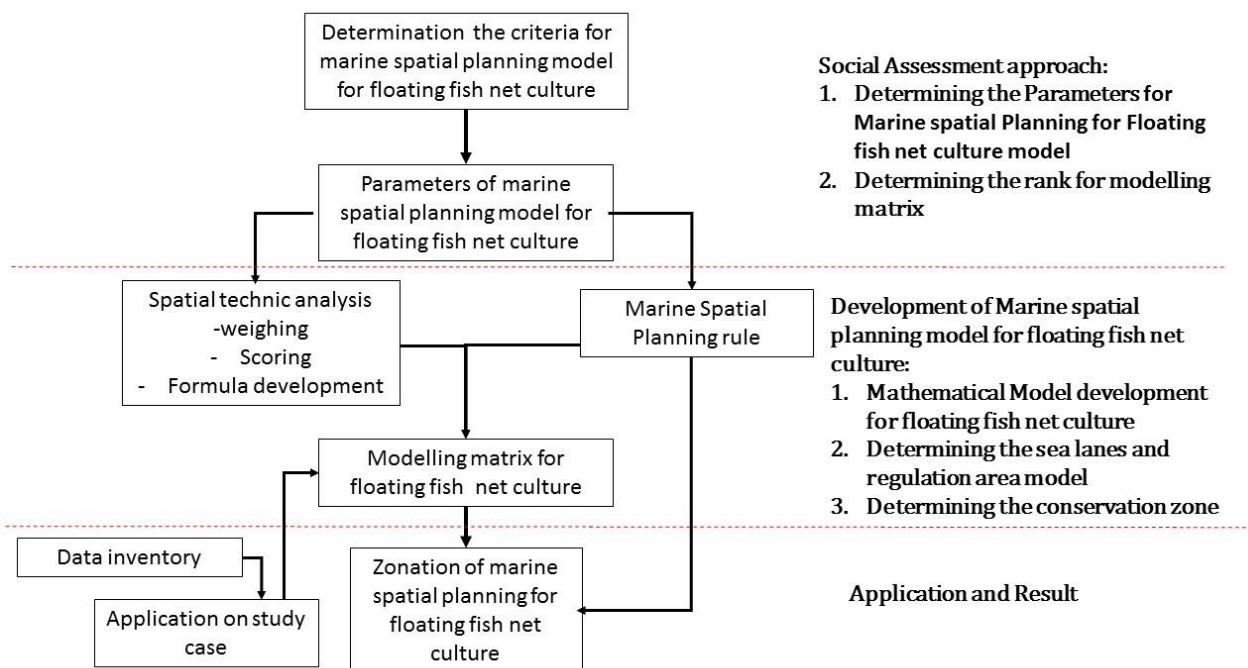 Determination the criteria for
marine spatial planning model
for floating fish net culture
Social Assessment approach:
1. Determining the Parameters for
Marine spatial Planning for Floating
fish net culture model
2. Determining the rank for modelling
matrix
Parameters of marine
spatial planning model for
floating fish net culture
Spatial technic analysis
-weighing
- Scoring
- Formula development
Marine Spatial
Planning rule
Development of Marine spatial
planning model for floating fish net
culture:
1. Mathematical Model development
for floating fish net culture
2. Determining the sea lanes and
regulation area model
3. Determining the conservation zone
Modelling matrix for
floating fish net culture
Data inventory
Application on study
case
Zonation of marine
spatial planning for
floating fish net
culture
Application and Result